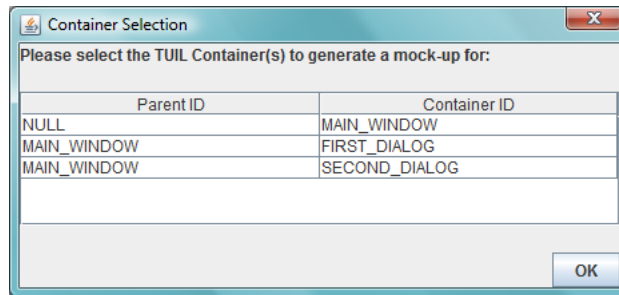 Container Selection
Please select the TUIL Container(s) to generate a mock-up for:
Parent ID Container ID
NULL MAIN_WINDOW
MAIN_WINDOW FIRST_DIALOG
MAIN_WINDOW SECOND_DIALOG
OK